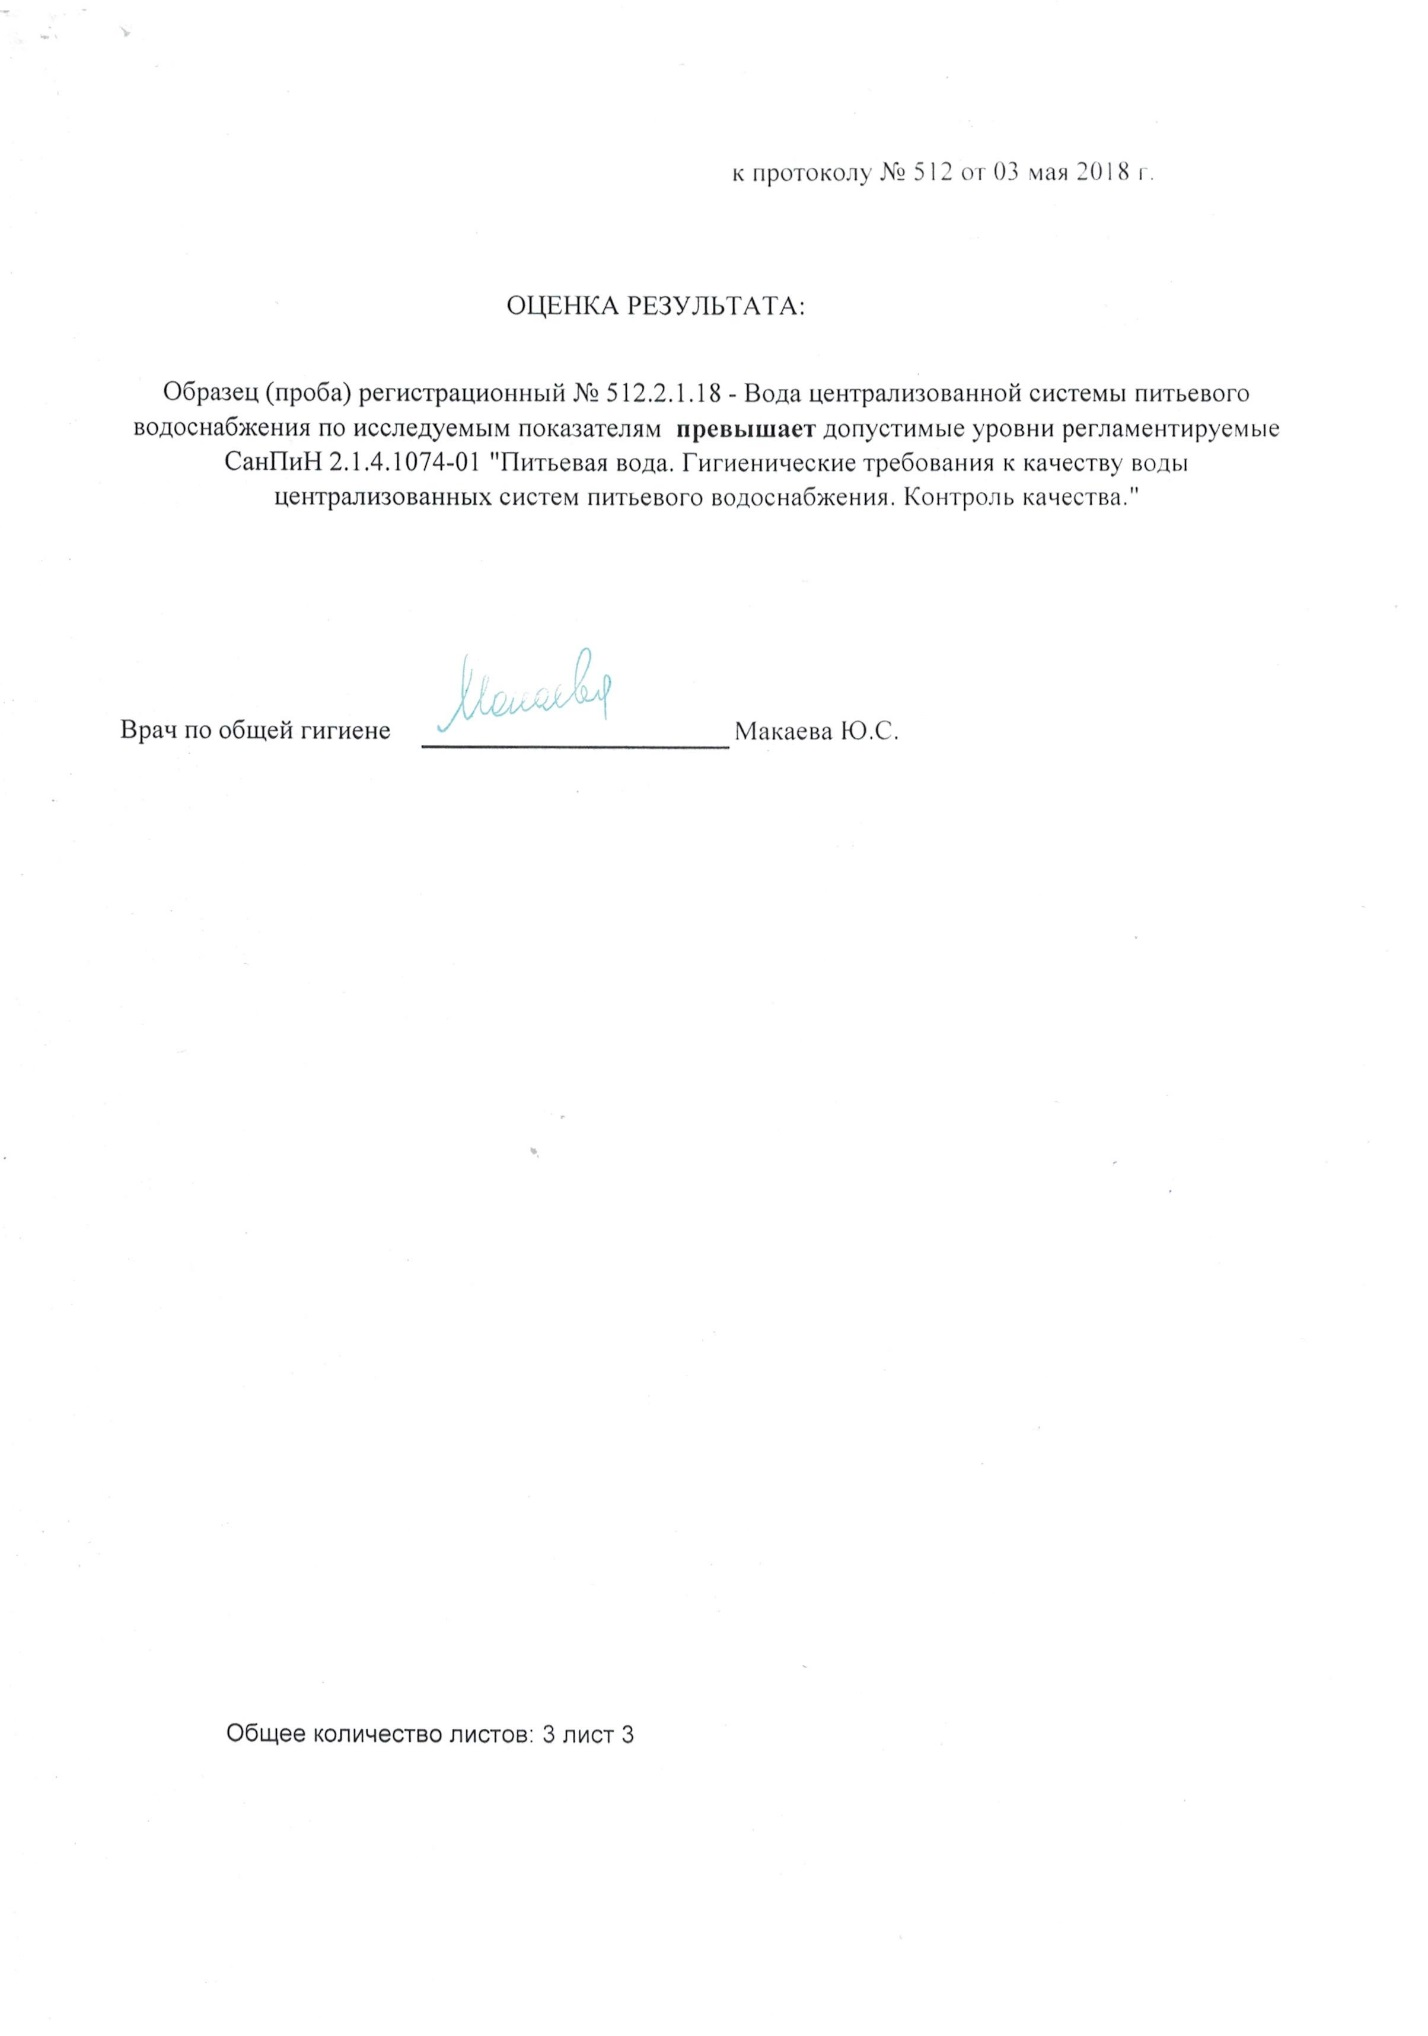 к протоколу № 512 от 03 мая 2018 г.
ОЦЕНКА РЕЗУЛЬТАТА:
Образец (проба) регистрационный № 512.2.1.18 - Вода централизованной системы питьевого
водоснабжения по исследуемым показателям превышает допустимые уровни регламентируемые
СанПиН 2.1.4.1074-01 "Питьевая вода. Гигиенические требования к качеству воды
централизованных систем питьевого водоснабжения. Контроль качества."
Макаева
Врач по общей гигиене Макаева Ю.С.
Общее количество листов: 3 лист 3